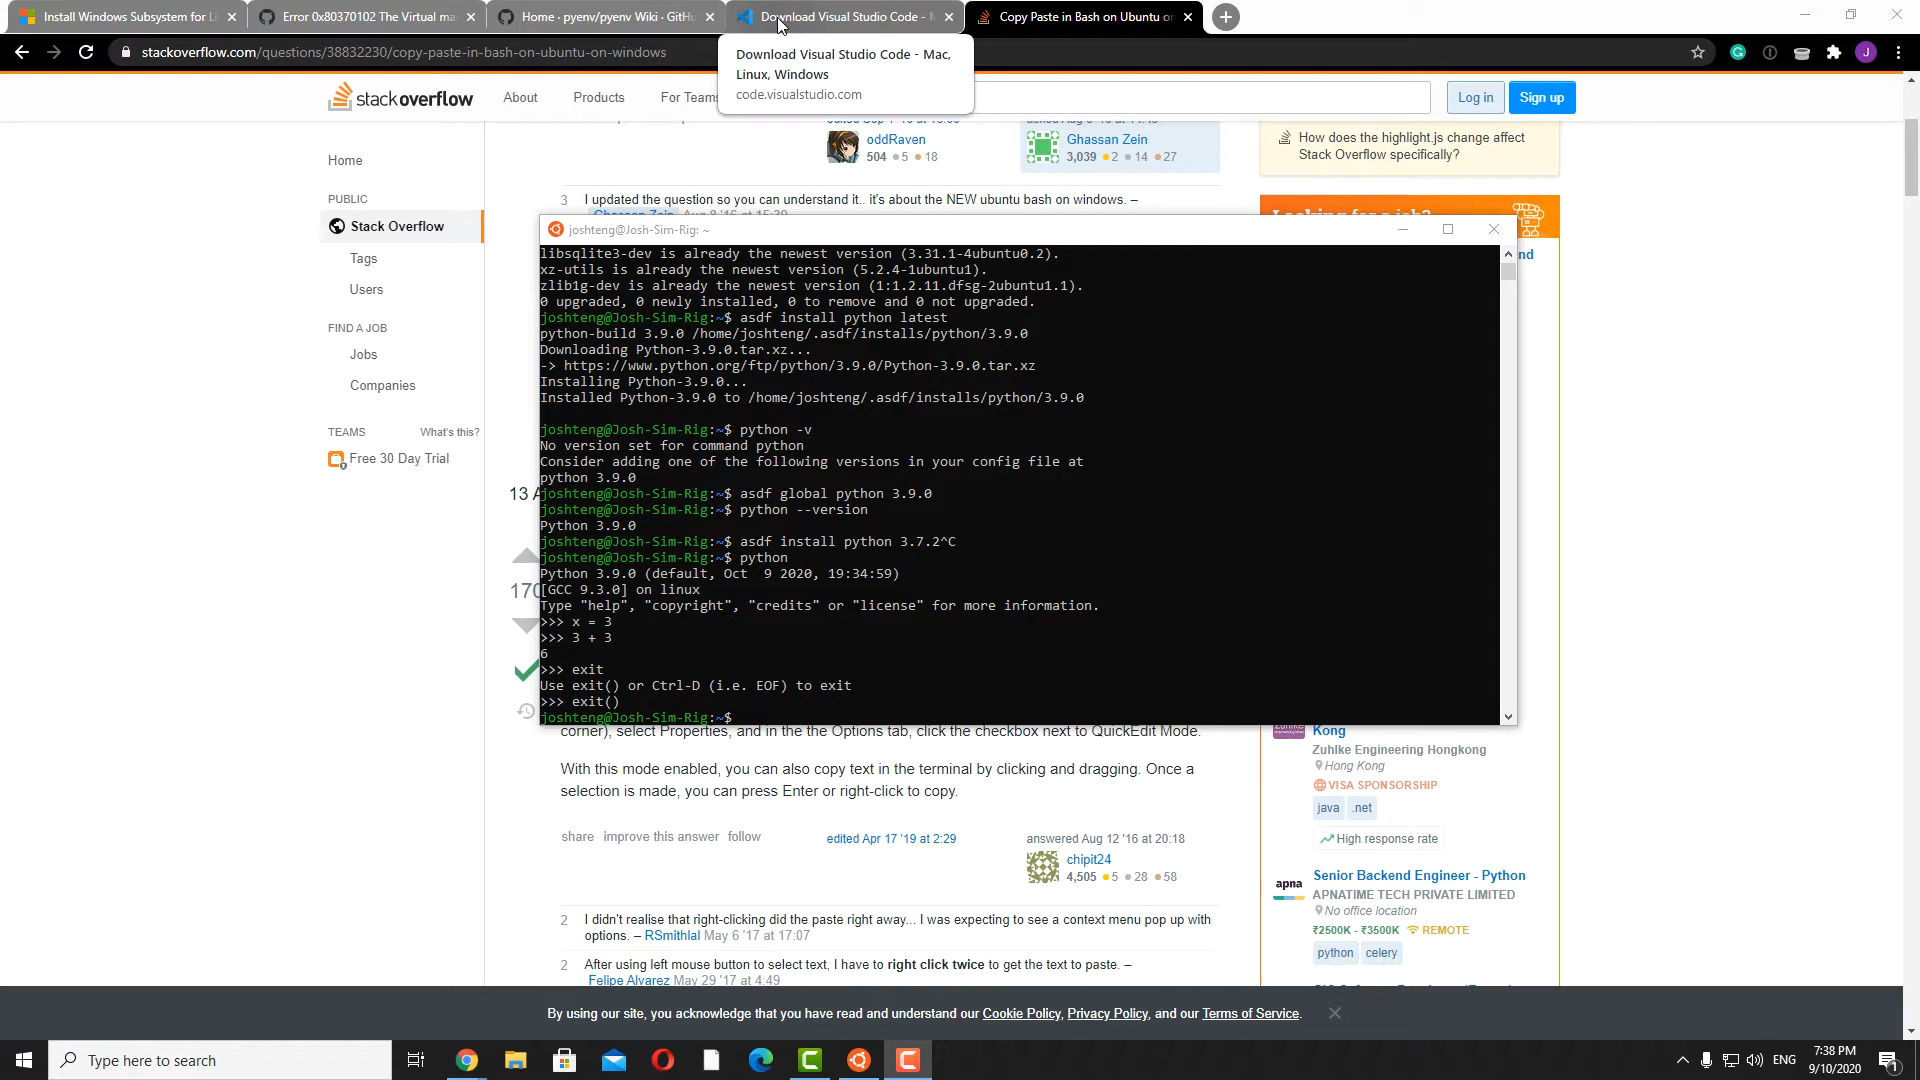 Install Windows Subsystem for Li
Error 0x80370102 The Virtual ma
Home · pyenv/pyenv Wiki · GitHu
Download Visual Studio Code - M
Copy Paste in Bash on Ubuntu or
stackoverflow.com/questions/38832230/copy-paste-in-bash-on-ubuntu-on-windows
J
Download Visual Studio Code - Mac,
Linux, Windows
code.visualstudio.com
stackoverflow
About
Products
For Teams
Log in
Sign up
Home
PUBLIC
Stack Overflow
Tags
Users
FIND A JOB
Jobs
Companies
TEAMS
What's this?
Free 30 Day Trial
oddRaven
504 5 18
Ghassan Zein
3,039 2 14 27
3 I updated the question so you can understand it.. it's about the NEW ubuntu bash on windows. –
Ghassan Zein Aug 8 '16 at 15:39
How does the highlight.js change affect
Stack Overflow specifically?
Looking for a job?
nd
joshteng@Josh-Sim-Rig: ~
libsqlite3-dev is already the newest version (3.31.1-4ubuntu0.2).
xz-utils is already the newest version (5.2.4-1ubuntu1).
zlib1g-dev is already the newest version (1:1.2.11.dfsg-2ubuntu1.1).
0 upgraded, 0 newly installed, 0 to remove and 0 not upgraded.
joshteng@Josh-Sim-Rig:~$ asdf install python latest
python-build 3.9.0 /home/joshteng/.asdf/installs/python/3.9.0
Downloading Python-3.9.0.tar.xz...
-> https://www.python.org/ftp/python/3.9.0/Python-3.9.0.tar.xz
Installing Python-3.9.0...
Installed Python-3.9.0 to /home/joshteng/.asdf/installs/python/3.9.0
joshteng@Josh-Sim-Rig:~$ python -v
No version set for command python
Consider adding one of the following versions in your config file at
python 3.9.0
joshteng@Josh-Sim-Rig:~$ asdf global python 3.9.0
joshteng@Josh-Sim-Rig:~$ python --version
Python 3.9.0
joshteng@Josh-Sim-Rig:~$ asdf install python 3.7.2^C
joshteng@Josh-Sim-Rig:~$ python
Python 3.9.0 (default, Oct  9 2020, 19:34:59)
[GCC 9.3.0] on linux
Type "help", "copyright", "credits" or "license" for more information.
>>> x = 3
>>> 3 + 3
6
>>> exit
Use exit() or Ctrl-D (i.e. EOF) to exit
>>> exit()
joshteng@Josh-Sim-Rig:~$
13 A
170
corner), select Properties, and in the the Options tab, click the checkbox next to QuickEdit Mode.
With this mode enabled, you can also copy text in the terminal by clicking and dragging. Once a
selection is made, you can press Enter or right-click to copy.
share improve this answer follow
edited Apr 17 '19 at 2:29
answered Aug 12 '16 at 20:18
chipit24
4,505 5 28 58
2 I didn't realise that right-clicking did the paste right away... I was expecting to see a context menu pop up with
options. – RSmithlal May 6 '17 at 17:07
2 After using left mouse button to select text, I have to right click twice to get the text to paste. –
Felipe Alvarez May 29 '17 at 4:49
Kong
Zuhlke Engineering Hongkong
Hong Kong
VISA SPONSORSHIP
java .net
High response rate
apna
Senior Backend Engineer - Python
APNATIME TECH PRIVATE LIMITED
No office location
₹2500K - ₹3500K REMOTE
python celery
By using our site, you acknowledge that you have read and understand our Cookie Policy, Privacy Policy, and our Terms of Service.
Type here to search
ENG
7:38 PM
9/10/2020
1